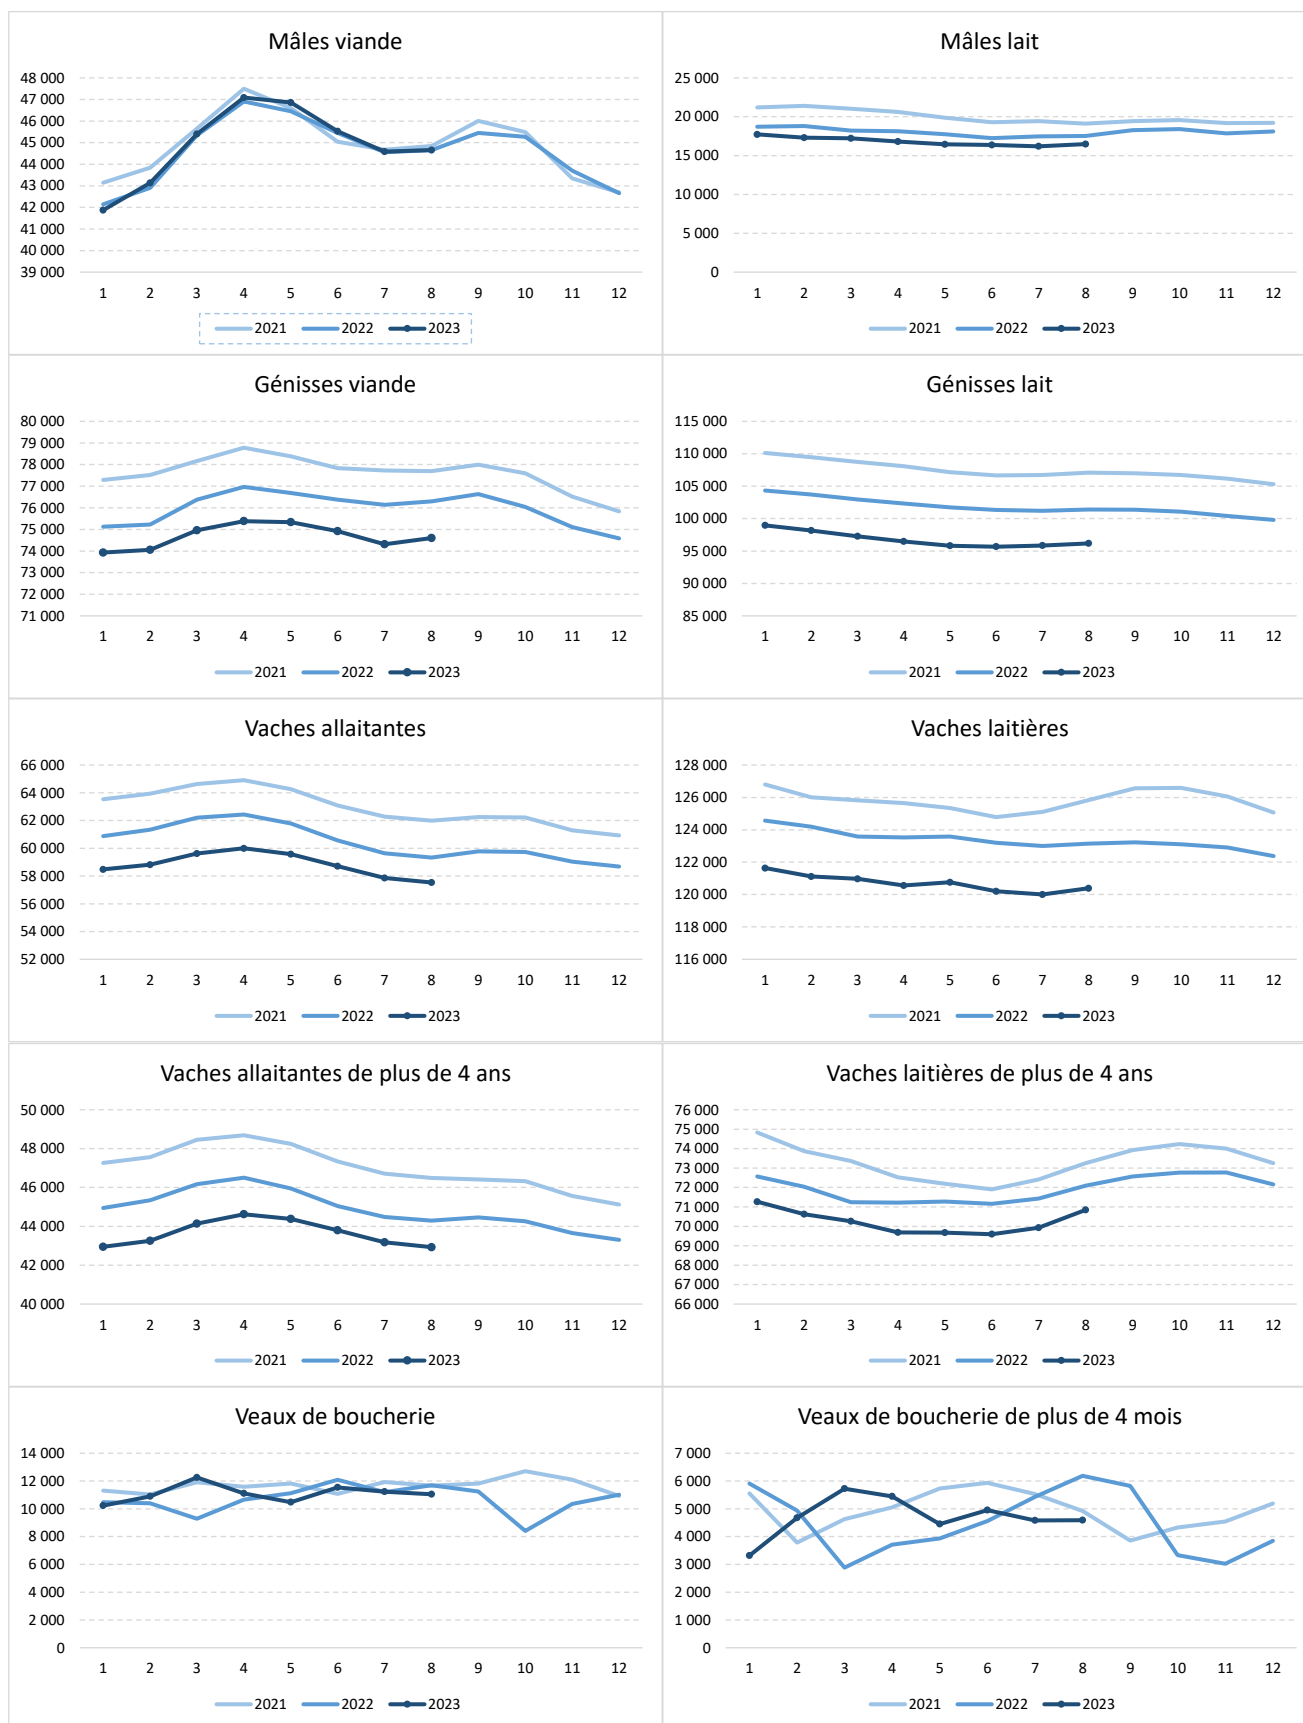 Mâles viande
48 000
47 000
46 000
45 000
44 000
43 000
42 000
41 000
40 000
39 000
1 2 3 4 5 6 7 8 9 10 11 12
2021 2022 2023
Mâles lait
25 000
20 000
15 000
10 000
5 000
0
1 2 3 4 5 6 7 8 9 10 11 12
2021 2022 2023
Génisses viande
80 000
79 000
78 000
77 000
76 000
75 000
74 000
73 000
72 000
71 000
1 2 3 4 5 6 7 8 9 10 11 12
2021 2022 2023
Génisses lait
115 000
110 000
105 000
100 000
95 000
90 000
85 000
1 2 3 4 5 6 7 8 9 10 11 12
2021 2022 2023
Vaches allaitantes
66 000
64 000
62 000
60 000
58 000
56 000
54 000
52 000
1 2 3 4 5 6 7 8 9 10 11 12
2021 2022 2023
Vaches laitières
128 000
126 000
124 000
122 000
120 000
118 000
116 000
1 2 3 4 5 6 7 8 9 10 11 12
2021 2022 2023
Vaches allaitantes de plus de 4 ans
50 000
48 000
46 000
44 000
42 000
40 000
1 2 3 4 5 6 7 8 9 10 11 12
2021 2022 2023
Vaches laitières de plus de 4 ans
76 000
75 000
74 000
73 000
72 000
71 000
70 000
69 000
68 000
67 000
66 000
1 2 3 4 5 6 7 8 9 10 11 12
2021 2022 2023
Veaux de boucherie
14 000
12 000
10 000
8 000
6 000
4 000
2 000
0
1 2 3 4 5 6 7 8 9 10 11 12
2021 2022 2023
Veaux de boucherie de plus de 4 mois
7 000
6 000
5 000
4 000
3 000
2 000
1 000
0
1 2 3 4 5 6 7 8 9 10 11 12
2021 2022 2023